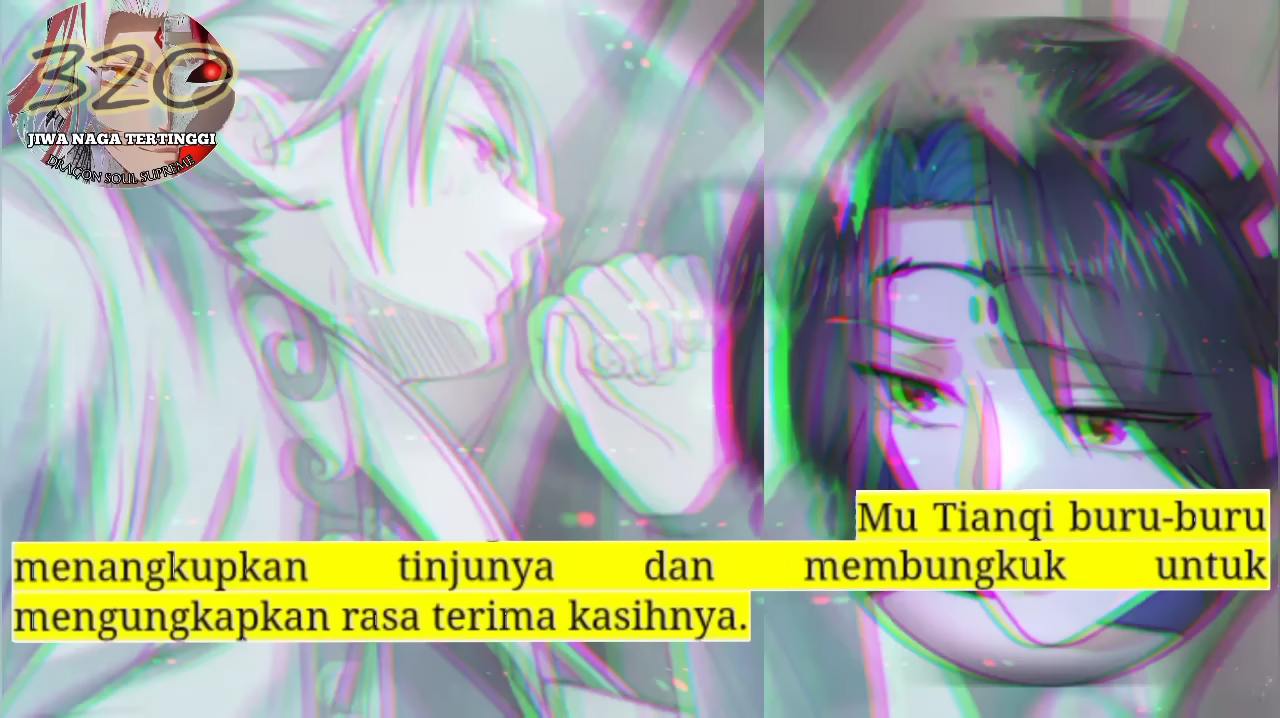 320
JIWA NAGA TERTINGGI
DRAGON SOUL SUPREME
Mu Tianqi buru-buru
menangkupkan tinjunya dan membungkuk untuk
mengungkapkan rasa terima kasihnya.